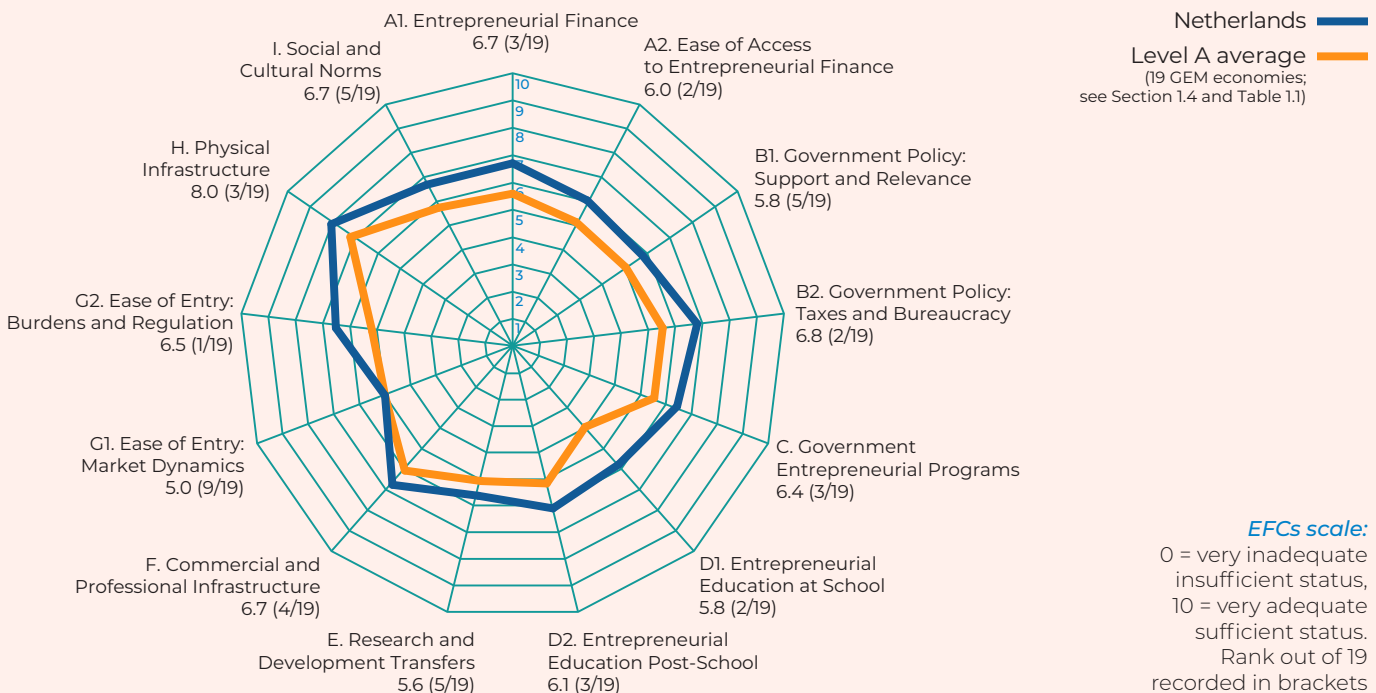 A1. Entrepreneurial Finance
6.7 (3/19)
A2. Ease of Access
to Entrepreneurial Finance
6.0 (2/19)
B1. Government Policy:
Support and Relevance
5.8 (5/19)
B2. Government Policy:
Taxes and Bureaucracy
6.8 (2/19)
C. Government
Entrepreneurial Programs
6.4 (3/19)
D1. Entrepreneurial
Education at School
5.8 (2/19)
D2. Entrepreneurial
Education Post-School
6.1 (3/19)
E. Research and
Development Transfers
5.6 (5/19)
F. Commercial and
Professional Infrastructure
6.7 (4/19)
G1. Ease of Entry:
Market Dynamics
5.0 (9/19)
G2. Ease of Entry:
Burdens and Regulation
6.5 (1/19)
H. Physical
Infrastructure
8.0 (3/19)
I. Social and
Cultural Norms
6.7 (5/19)
10
9
8
7
6
5
4
3
2
1
Netherlands
Level A average
(19 GEM economies;
see Section 1.4 and Table 1.1)
EFCs scale:
0 = very inadequate
insufficient status,
10 = very adequate
sufficient status.
Rank out of 19
recorded in brackets